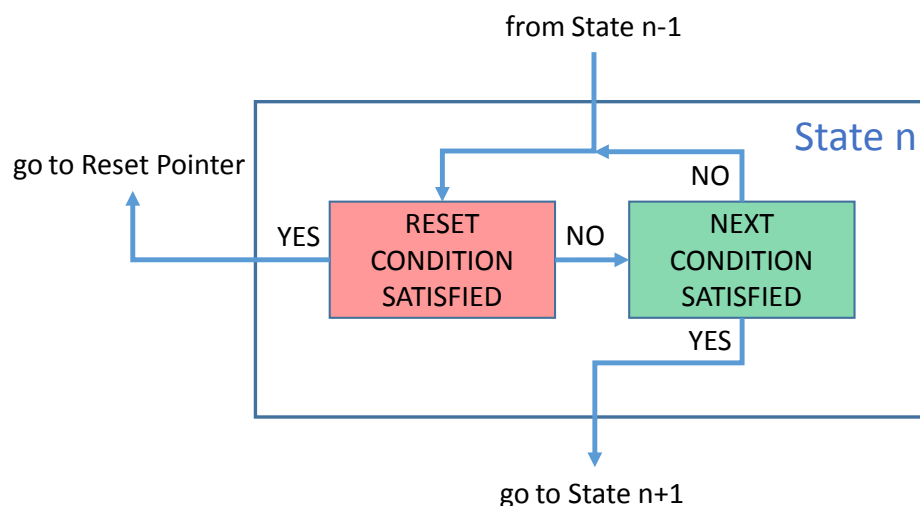 from State n-1
State n
go to Reset Pointer
NO
YES
RESET
CONDITION
SATISFIED
NO
NEXT
CONDITION
SATISFIED
YES
go to State n+1